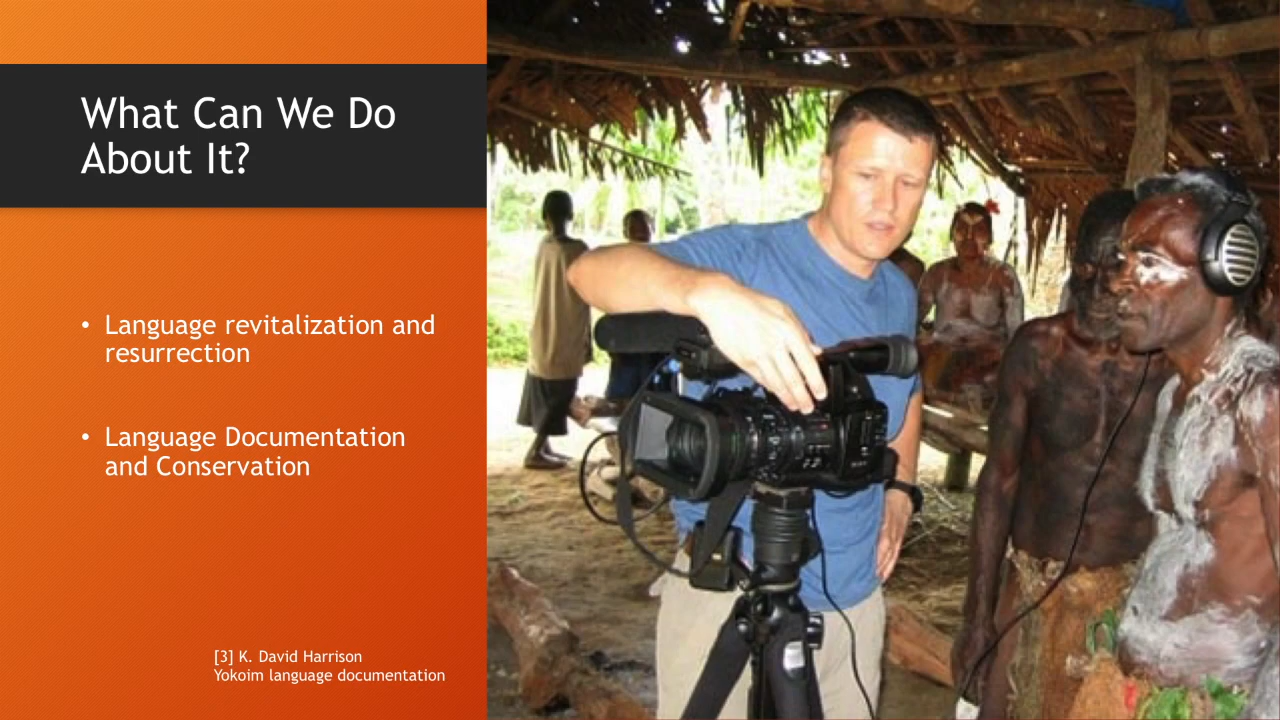 What Can We Do
About It?
• Language revitalization and
resurrection
• Language Documentation
and Conservation
[3] K. David Harrison
Yokoim language documentation